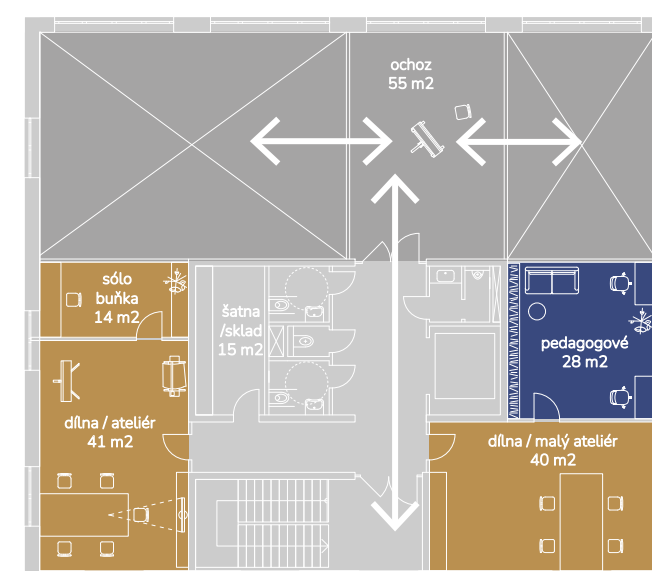 ochoz
55 m2
sólo
buňka
14 m2
šatna
/sklad
15 m2
pedagogové
28 m2
dílna / ateliér
41 m2
dílna / malý ateliér
40 m2